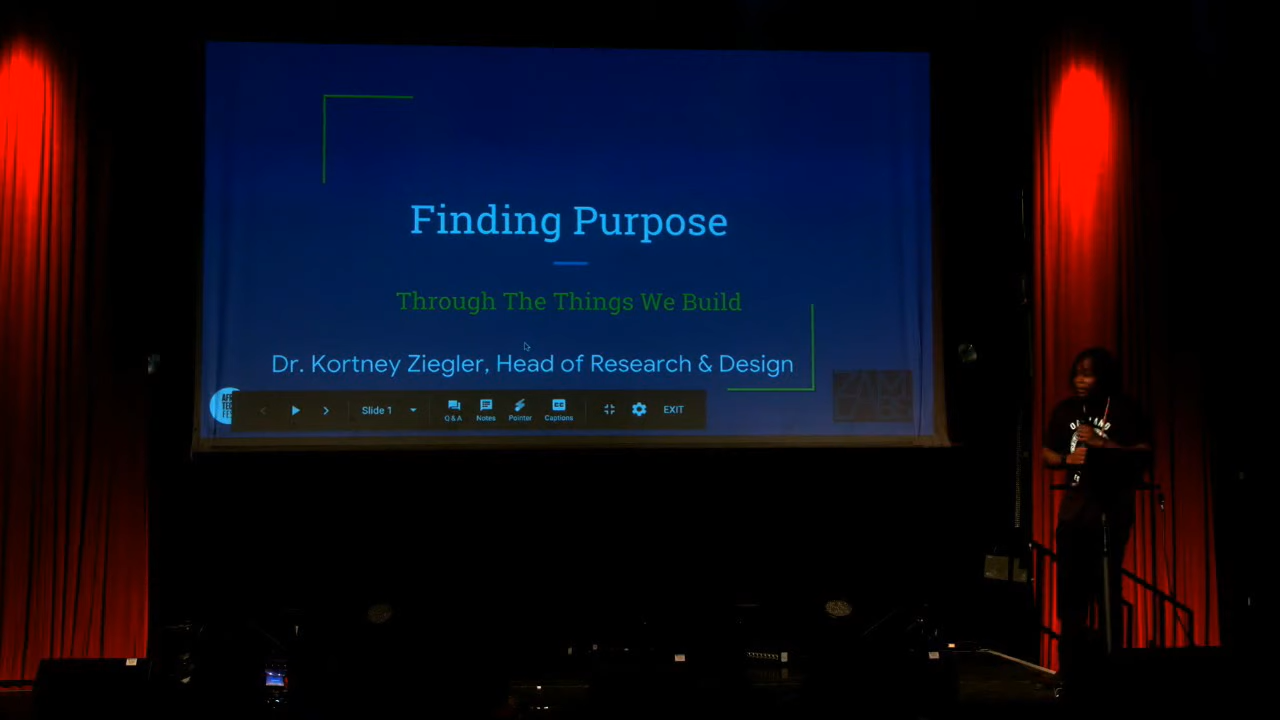 Finding Purpose
Through The Things We Build
Dr. Kortney Ziegler, Head of Research & Design
Slide 1
Q&A
Notes
Pointer
CC
Captions
EXIT